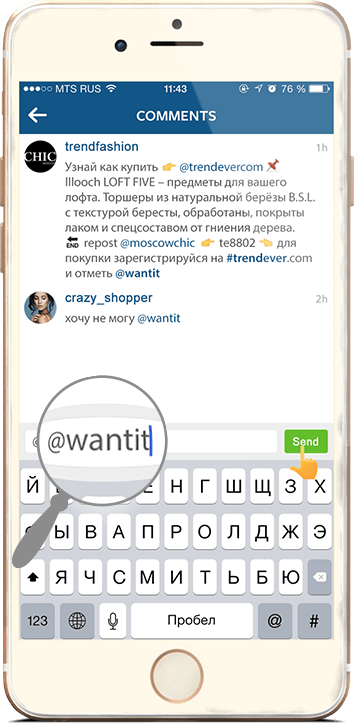 MTS RUS 11:43 76 %
COMMENTS
CHIC
trendfashion 1h
Узнай как купить 👉 @trendevercom 📌
Illooch LOFT FIVE – предметы для вашего
лофта. Торшеры из натуральной берёзы B.S.L.
с текстурой бересты, обработаны, покрыты
лаком и спецсоставом от гниения дерева.
🔚 repost @moscowchic 👉 te8802 👈 для
покупки зарегистрируйся на #trendever.com
и отметь @wantit
crazy_shopper 2h
хочу не могу @wantit
@wantit
Send
Й Е Н Г Ш Щ З Х
Ы В А П Р О Л Д Ж Э
Я Ч С М И Т Ь Б Ю
123 Пробел @ #